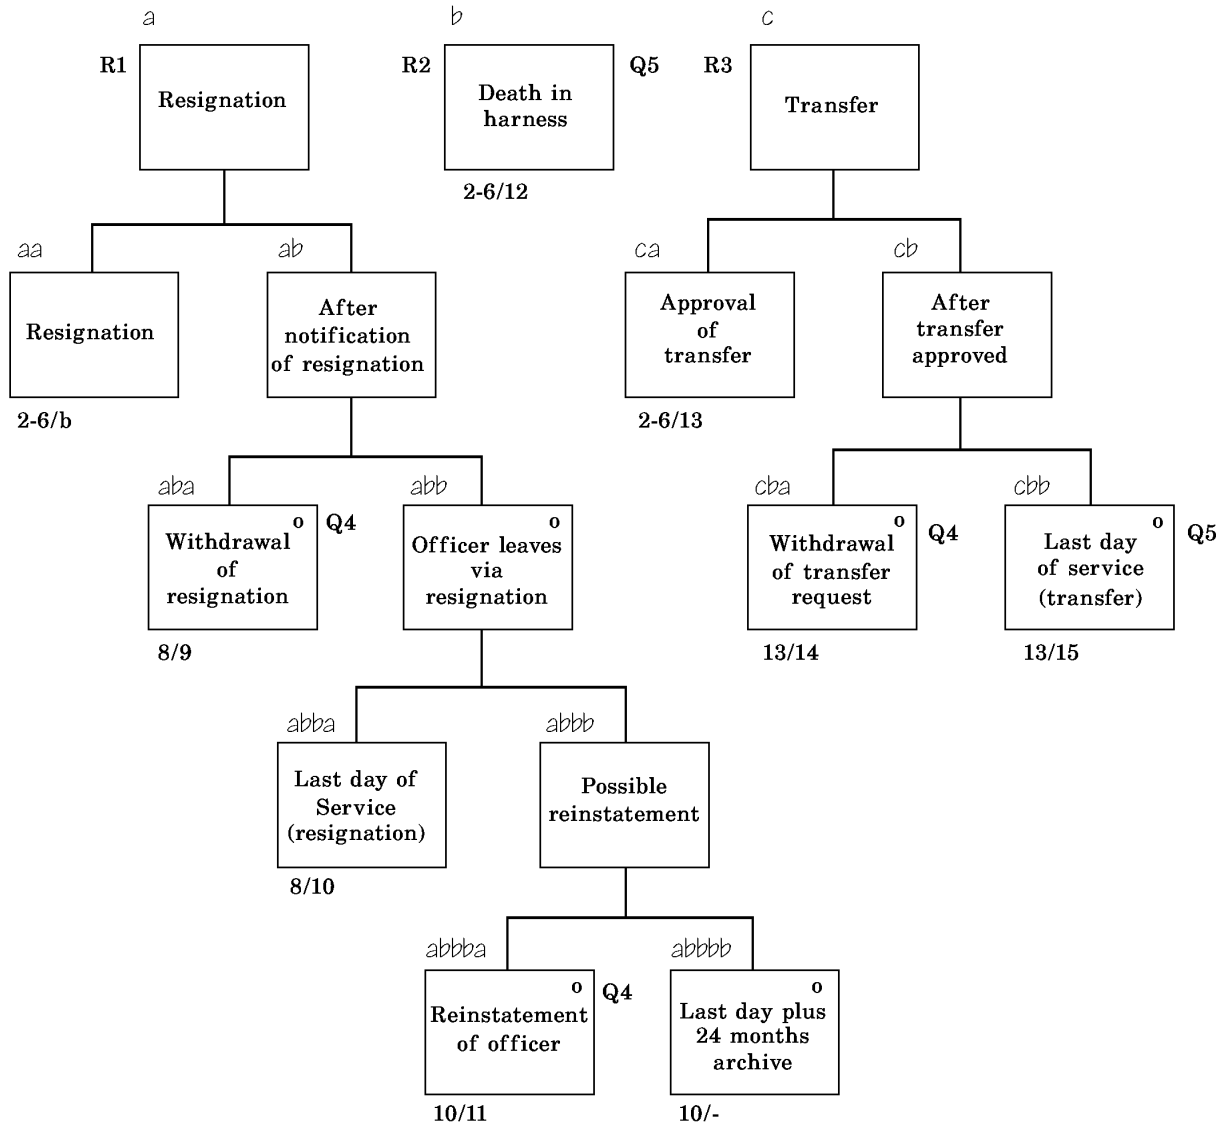 a
b
c
R1
R2
Q5
R3
Resignation
Death in
harness
Transfer
2-6/12
aa
ab
ca
cb
Resignation
After
notification
of resignation
Approval
of
transfer
After
transfer
approved
2-6/b
2-6/13
aba
abb
cba
cbb
o
Q4
Withdrawal
of
resignation
o
Officer leaves
via
resignation
o
Q4
Withdrawal
of transfer
request
o
Q5
Last day
of service
(transfer)
8/9
13/14
13/15
abba
abbb
Last day of
Service
(resignation)
Possible
reinstatement
8/10
abbba
abbbb
o
Q4
Reinstatement
of officer
o
Last day plus
24 months
archive
10/11
10/-